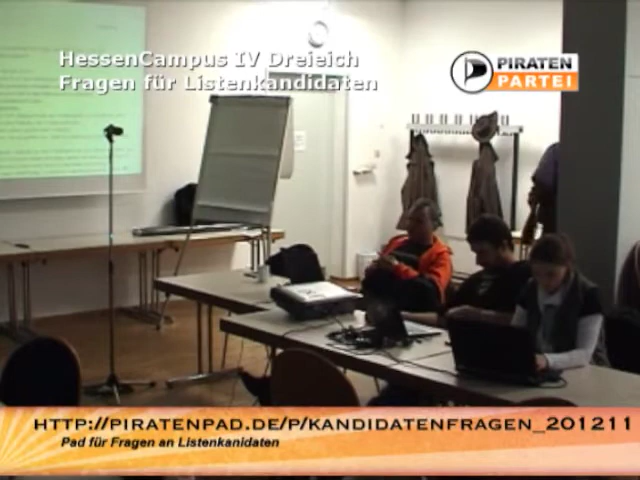 HessenCampus IV Dreieich
Fragen für Listenkandidaten
PIRATEN
PARTEI
HTTP://PIRATENPAD.DE/P/KANDIDATENFRAGEN_201211
Pad für Fragen an Listenkanidaten